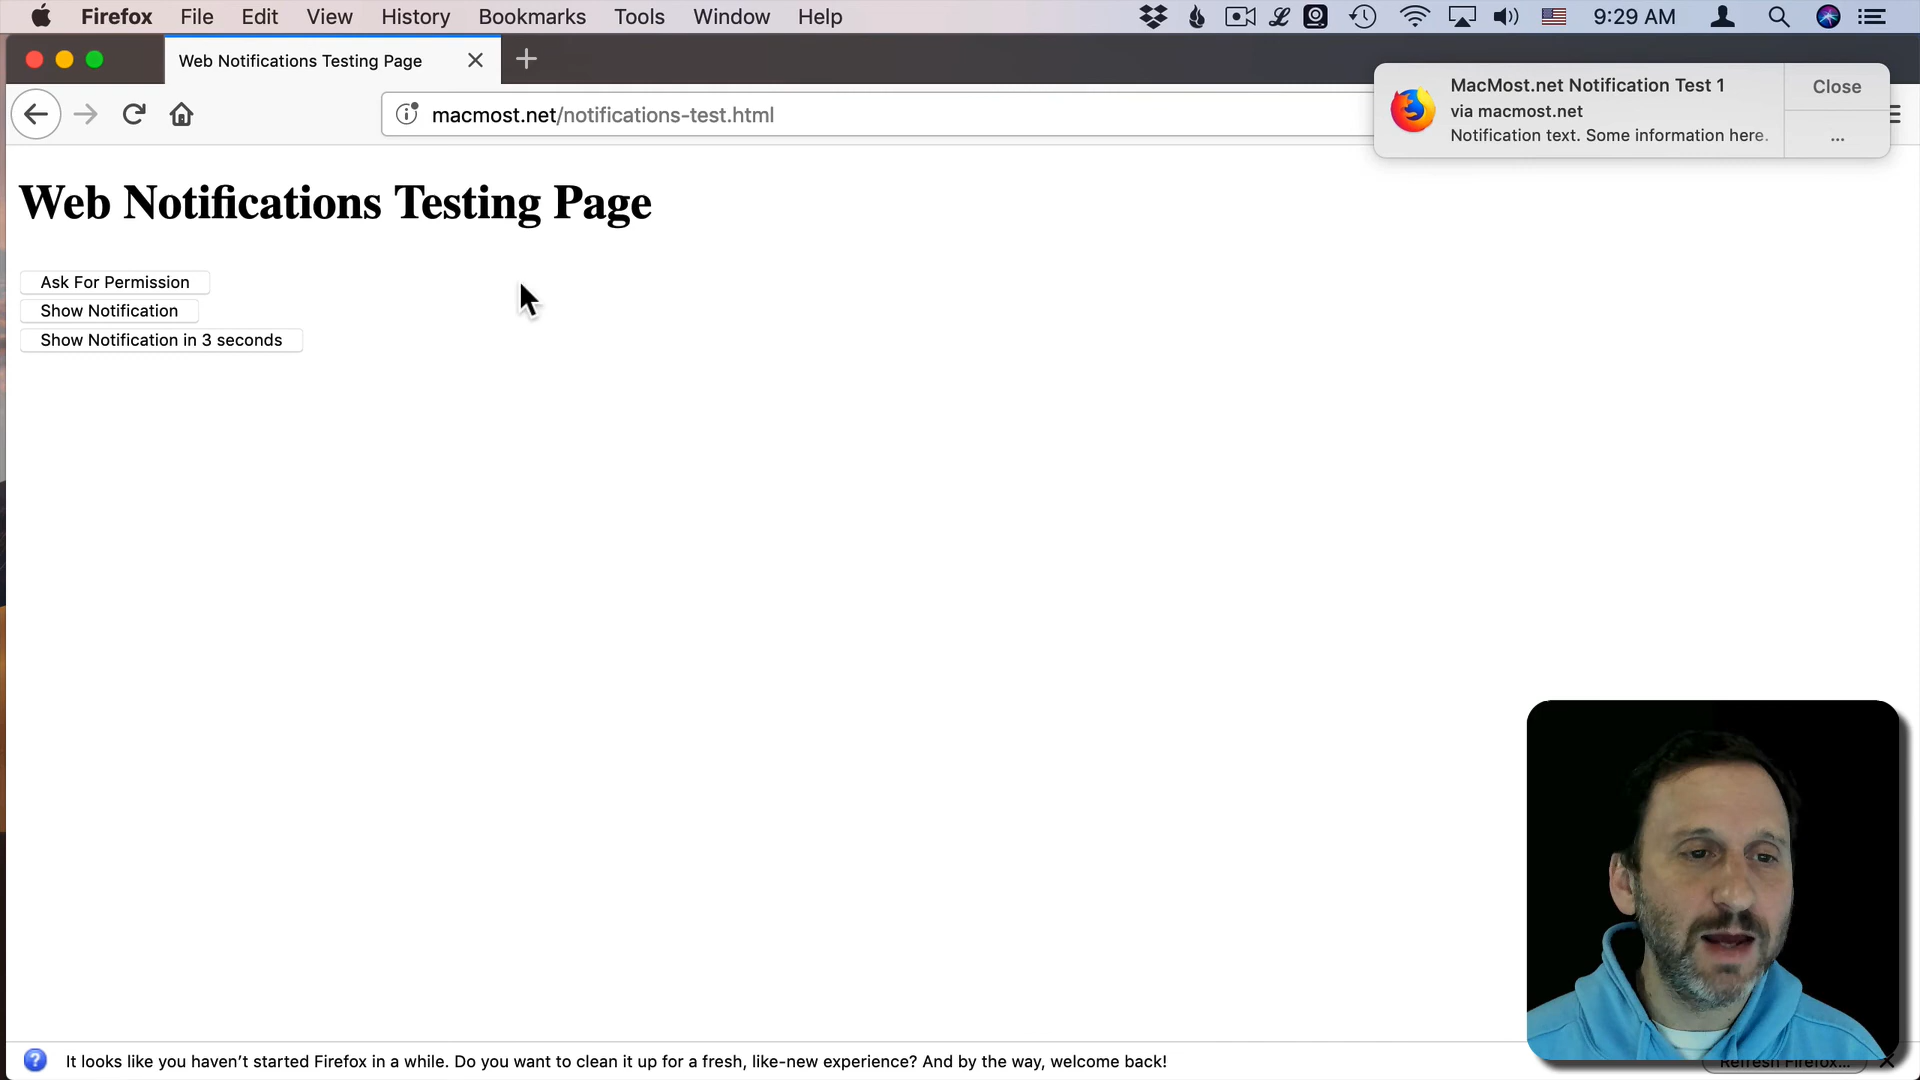 Firefox File Edit View History Bookmarks Tools Window Help 9:29 AM
Web Notifications Testing Page
macmost.net/notifications-test.html
MacMost.net Notification Test 1
via macmost.net
Notification text. Some information here.
Close
...
Web Notifications Testing Page
Ask For Permission
Show Notification
Show Notification in 3 seconds
It looks like you haven't started Firefox in a while. Do you want to clean it up for a fresh, like-new experience? And by the way, welcome back!
Refresh Firefox...